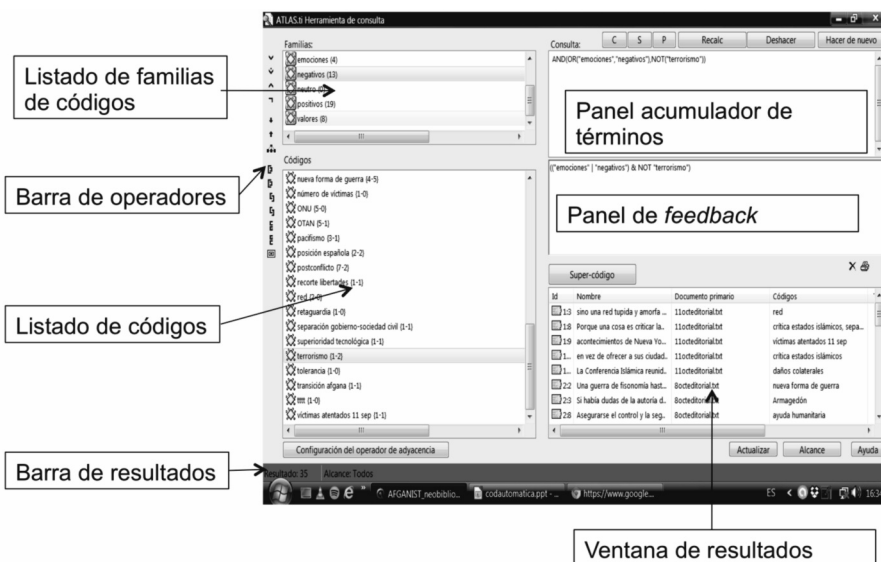 ATLAS.ti Herramienta de consulta
Familias:
emociones (4)
negativos (13)
neutro
positivos (19)
valores (8)
Listado de familias
de códigos
Consulta:
C S P Recalc Deshacer Hacer de nuevo
AND(OR("emociones","negativos"),NOT("terrorismo"))
Panel acumulador de
términos
Códigos
nueva forma de guerra (4-5)
número de víctimas (1-0)
ONU (5-0)
OTAN (5-1)
pacifismo (3-1)
posición española (2-2)
postconflicto (7-2)
recorte libertades (1-1)
red (2-0)
retaguardia (1-0)
separación gobierno-sociedad civil (1-1)
superioridad tecnológica (1-1)
terrorismo (1-2)
tolerancia (1-0)
transición afgana (1-1)
tttt (1-0)
víctimas atentados 11 sep (1-1)
Barra de operadores
Listado de códigos
(("emociones" | "negativos") & NOT "terrorismo")
Panel de feedback
Super-código
Id Nombre Documento primario Códigos
1:3 sino una red tupida y amorfa ... 11octeditorial.txt red
1:8 Porque una cosa es criticar la.. 11octeditorial.txt crítica estados islámicos, sepa...
1:9 acontecimientos de Nueva Yo... 11octeditorial.txt víctimas atentados 11 sep
1... en vez de ofrecer a sus ciudad.. 11octeditorial.txt crítica estados islámicos
1... La Conferencia Islámica reunid.. 11octeditorial.txt daños colaterales
2:2 Una guerra de fisonomía hast... 8octeditorial.txt nueva forma de guerra
2:3 Si había dudas de la autoría d.. 8octeditorial.txt Armagedón
2:8 Asegurarse el control y la seg.. 8octeditorial.txt ayuda humanitaria
Configuración del operador de adyacencia
Actualizar Alcance Ayuda
Barra de resultados
Resultado: 35 Alcance: Todos
AFGANIST_neobiblio... codautomatica.ppt - ... https://www.google... ES 16:34
Ventana de resultados